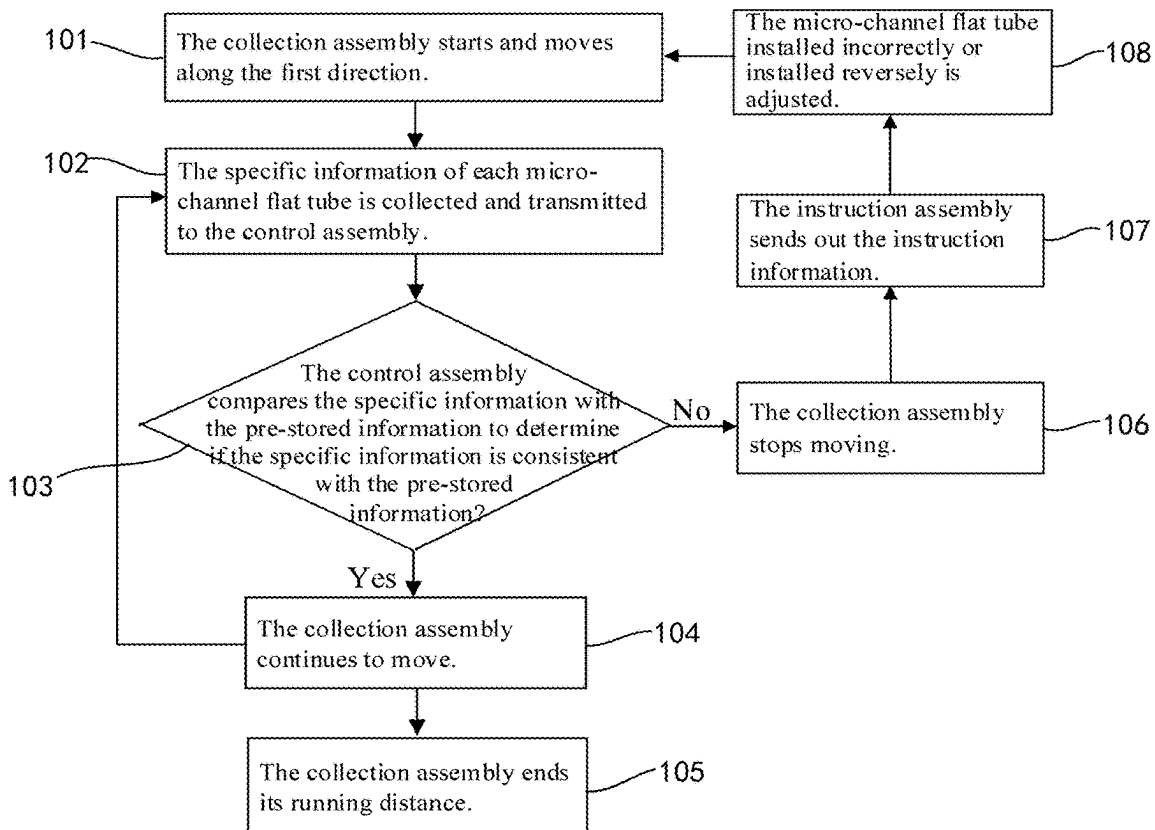 101
The collection assembly starts and moves
along the first direction.
The micro-channel flat tube
installed incorrectly or
installed reversely is
adjusted.
108
102
The specific information of each micro-
channel flat tube is collected and transmitted
to the control assembly.
The instruction assembly
sends out the instruction
information.
107
The control assembly
compares the specific information with
the pre-stored information to determine
if the specific information is consistent
with the pre-stored
information?
103
No
The collection assembly
stops moving.
106
Yes
The collection assembly
continues to move.
104
The collection assembly ends
its running distance.
105